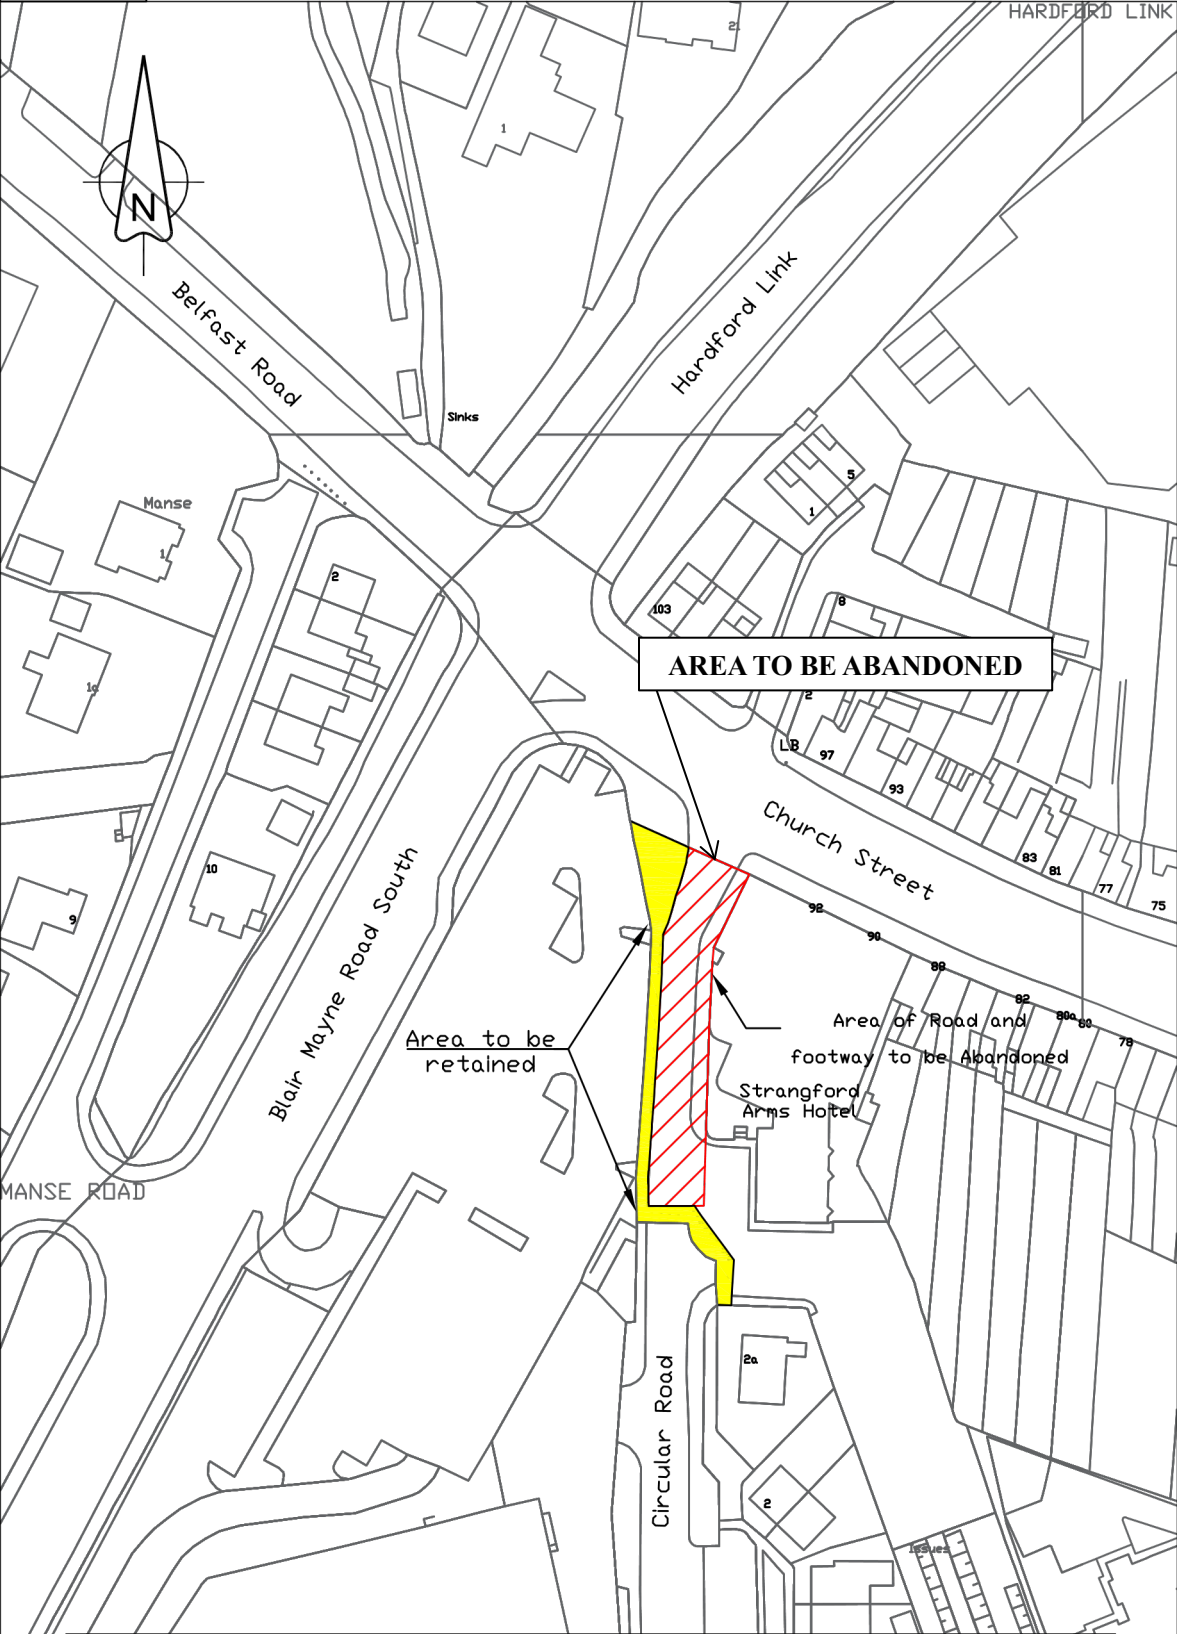 HARDFORD LINK
21
1
N
Belfast Road
Hardford Link
Sinks
5
1
Manse
1
2
103
8
AREA TO BE ABANDONED
1a
2
LB
97
93
Church Street
83
81
77
75
10
9
92
90
88
82
80a
80
78
Blair Mayne Road South
Area to be
retained
Area of Road and
footway to be Abandoned
Strangford
Arms Hotel
MANSE ROAD
2a
Circular Road
2
Issues